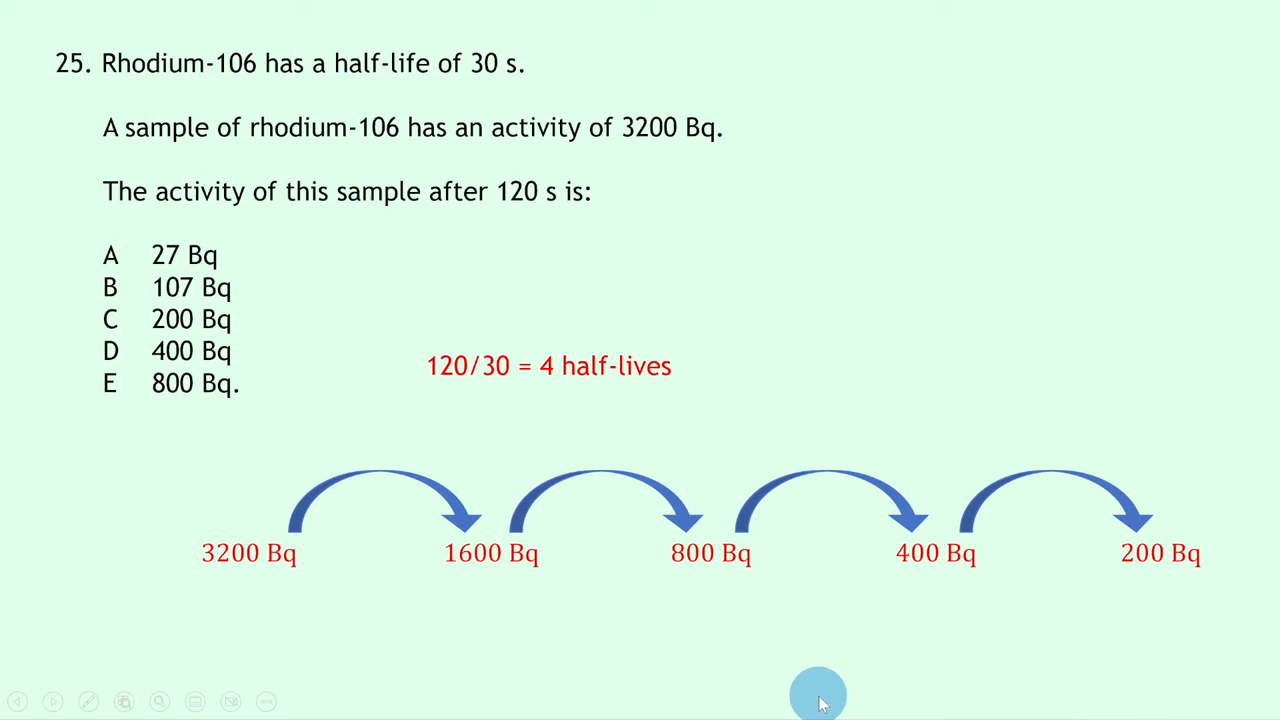 25. Rhodium-106 has a half-life of 30 s.
A sample of rhodium-106 has an activity of 3200 Bq.
The activity of this sample after 120 s is:
A 27 Bq
B 107 Bq
C 200 Bq
D 400 Bq
E 800 Bq.
120/30 = 4 half-lives
3200 Bq 1600 Bq 800 Bq 400 Bq 200 Bq